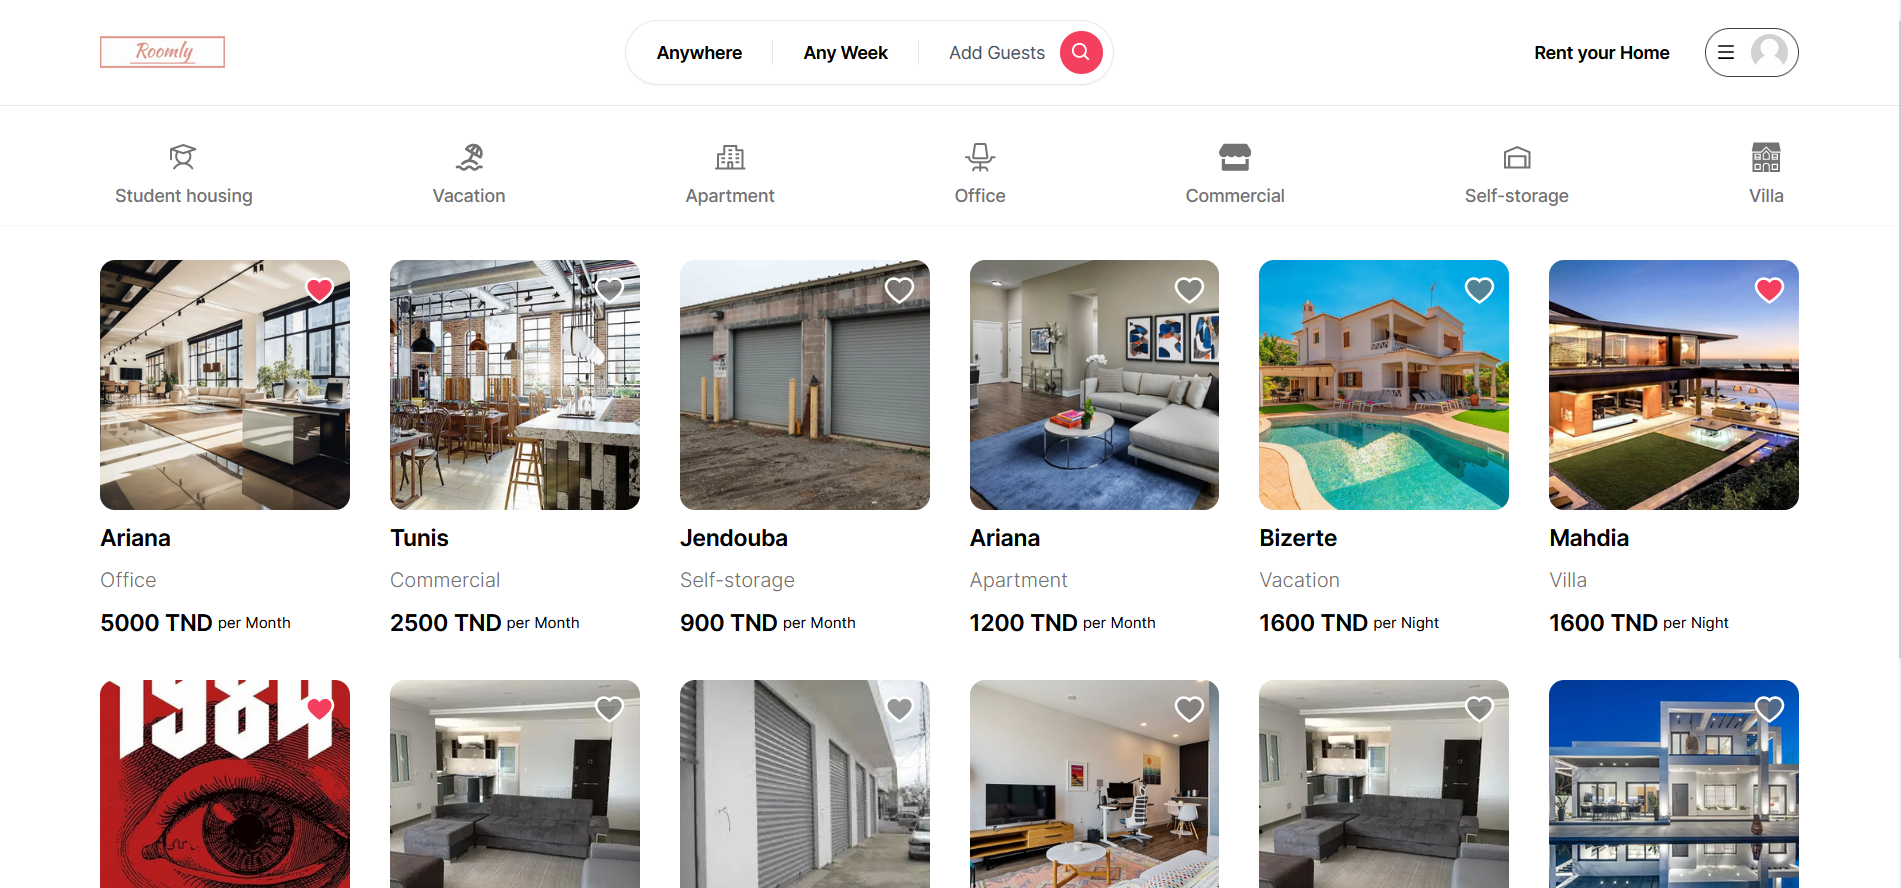 Roomly
Anywhere
Any Week
Add Guests
Rent your Home
Student housing
Vacation
Apartment
Office
Commercial
Self-storage
Villa
Ariana
Office
5000 TND per Month
Tunis
Commercial
2500 TND per Month
Jendouba
Self-storage
900 TND per Month
Ariana
Apartment
1200 TND per Month
Bizerte
Vacation
1600 TND per Night
Mahdia
Villa
1600 TND per Night
1984